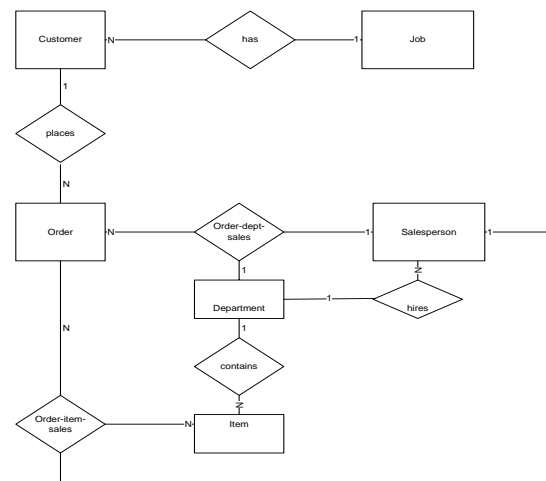 Customer
N
has
1
Job
1
places
N
Order
N
Order-dept-
sales
1
Salesperson
1
1
N
Department
1
hires
1
N
contains
N
Order-item-
sales
N
Item